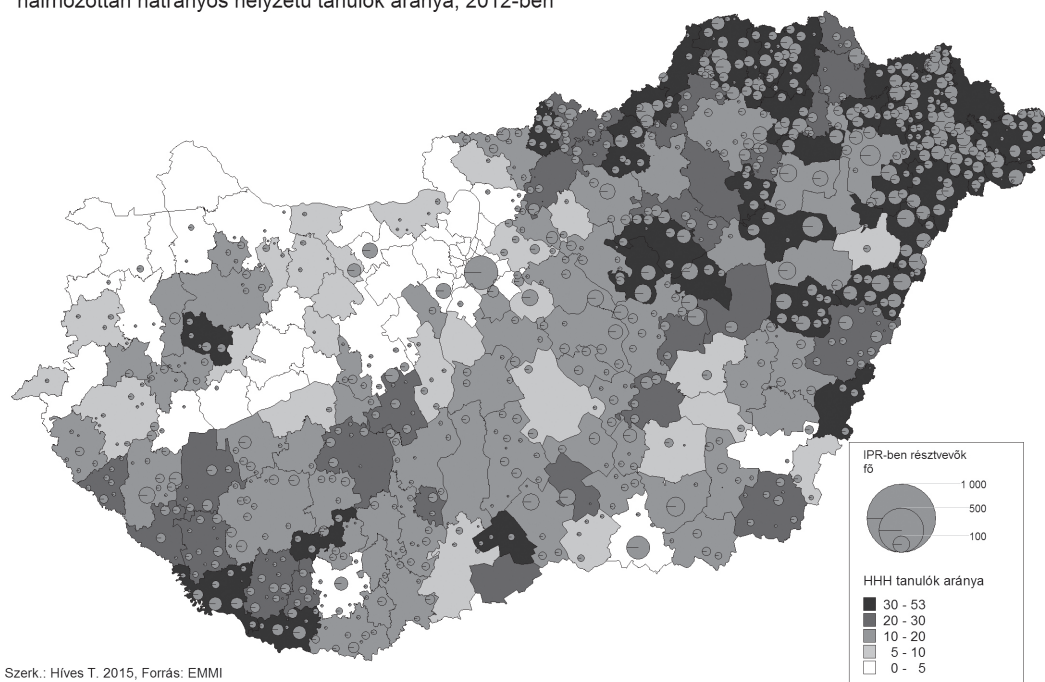 halmozottan hátrányos helyzetű tanulók aránya, 2012-ben
IPR-ben résztvevők
fő
1 000
500
100
HHH tanulók aránya
30 - 53
20 - 30
10 - 20
5 - 10
0 - 5
Szerk.: Híves T. 2015, Forrás: EMMI